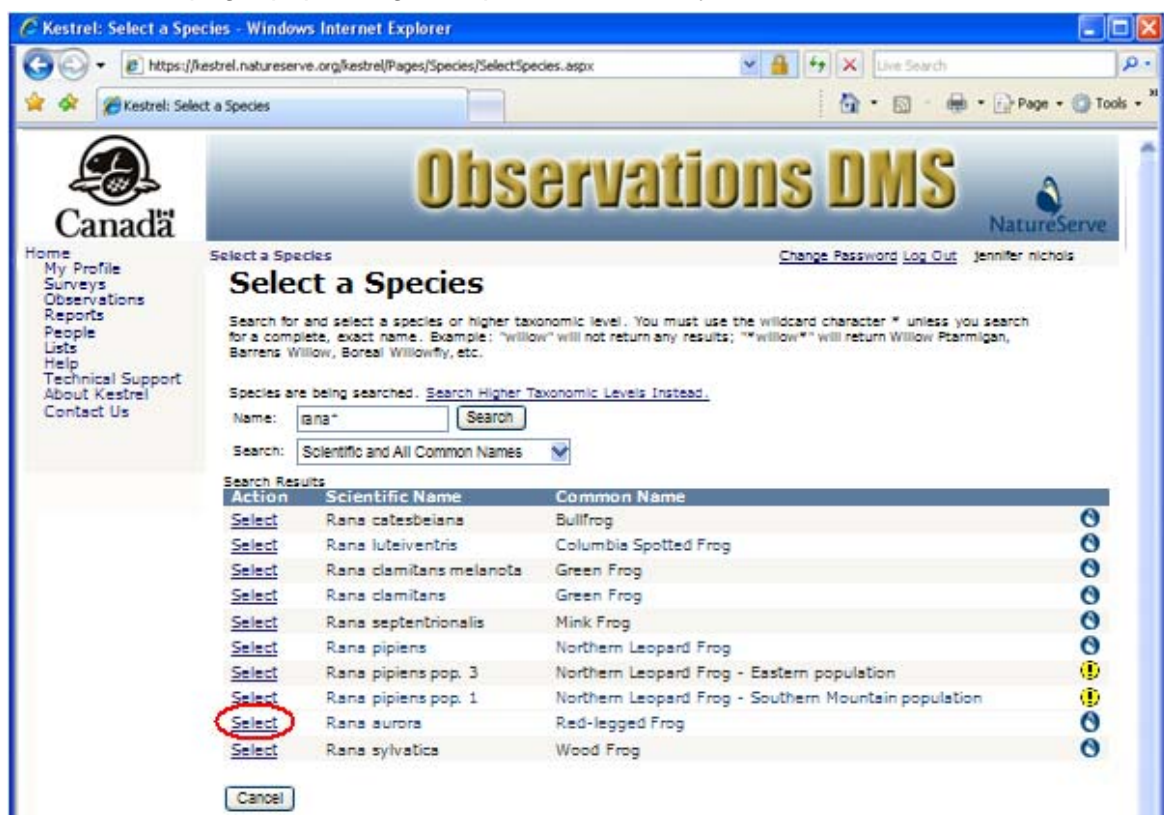 Kestrel: Select a Species - Windows Internet Explorer
https://kestrel.natureserve.org/kestrel/Pages/Species/SelectSpecies.aspx
Live Search
Kestrel: Select a Species
Page
Tools
Canadä
Observations DMS
NatureServe
Home
My Profile
Surveys
Observations
Reports
People
Lists
Help
Technical Support
About Kestrel
Contact Us
Select a Species
Change Password Log Out jennifer nichols
Select a Species
Search for and select a species or higher taxonomic level. You must use the wildcard character * unless you search
for a complete, exact name. Example: "willow" will not return any results; "*willow*" will return Willow Ptarmigan,
Barrens Willow, Boreal Willowfly, etc.
Species are being searched. Search Higher Taxonomic Levels Instead.
Name: rana* Search
Search: Scientific and All Common Names
Search Results
Action Scientific Name Common Name
Select Rana catesbeiana Bullfrog
Select Rana luteiventris Columbia Spotted Frog
Select Rana clamitans melanota Green Frog
Select Rana clamitans Green Frog
Select Rana septentrionalis Mink Frog
Select Rana pipiens Northern Leopard Frog
Select Rana pipiens pop. 3 Northern Leopard Frog - Eastern population
Select Rana pipiens pop. 1 Northern Leopard Frog - Southern Mountain population
Select Rana aurora Red-legged Frog
Select Rana sylvatica Wood Frog
Cancel